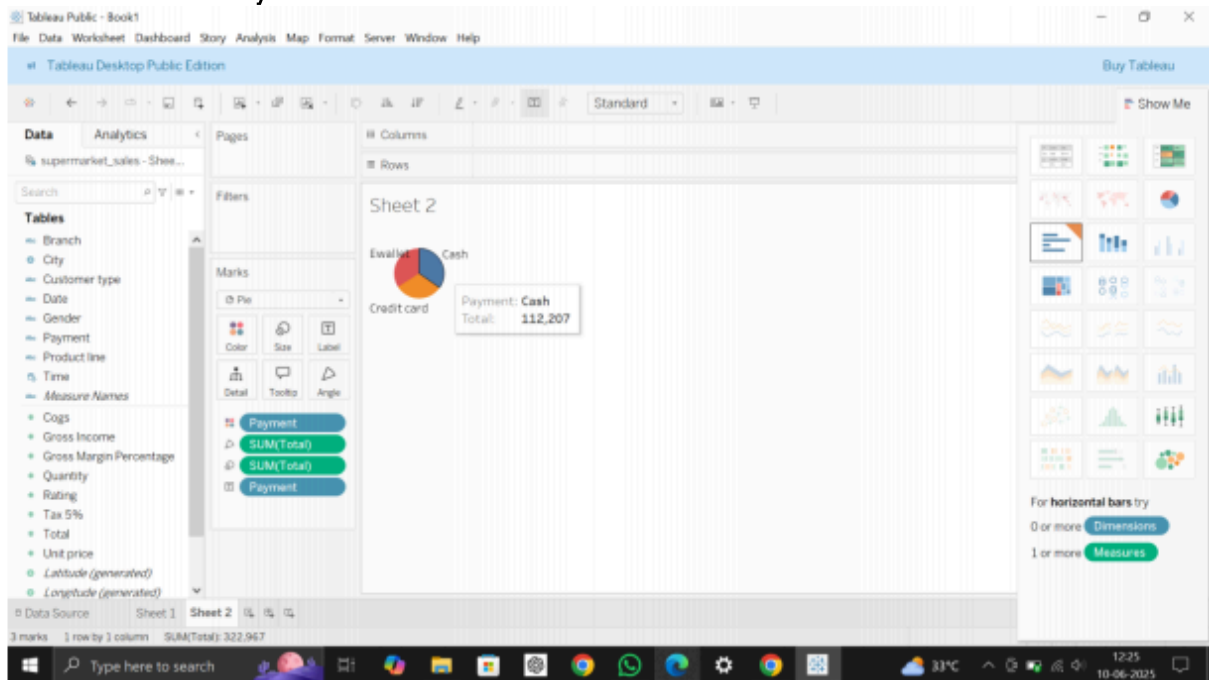 Tableau Public - Book1
File Data Worksheet Dashboard Story Analysis Map Format Server Window Help
Tableau Desktop Public Edition
Buy Tableau
Standard
Show Me
Data
Analytics
Pages
Columns
supermarket_sales - Shee...
Rows
Search
Filters
Sheet 2
Tables
Branch
City
Customer type
Date
Gender
Payment
Product line
Time
Measure Names
Cogs
Gross Income
Gross Margin Percentage
Quantity
Rating
Tax 5%
Total
Unit price
Latitude (generated)
Longitude (generated)
Marks
Pie
Color Size Label
Detail Tooltip Angle
Payment
SUM(Total)
SUM(Total)
Payment
Ewallet
Cash
Credit card
Payment: Cash
Total: 112,207
For horizontal bars try
0 or more Dimensions
1 or more Measures
Data Source Sheet 1 Sheet 2
3 marks 1 row by 1 column SUM(Total): 322,967
Type here to search
33°C
12:25
10-06-2025